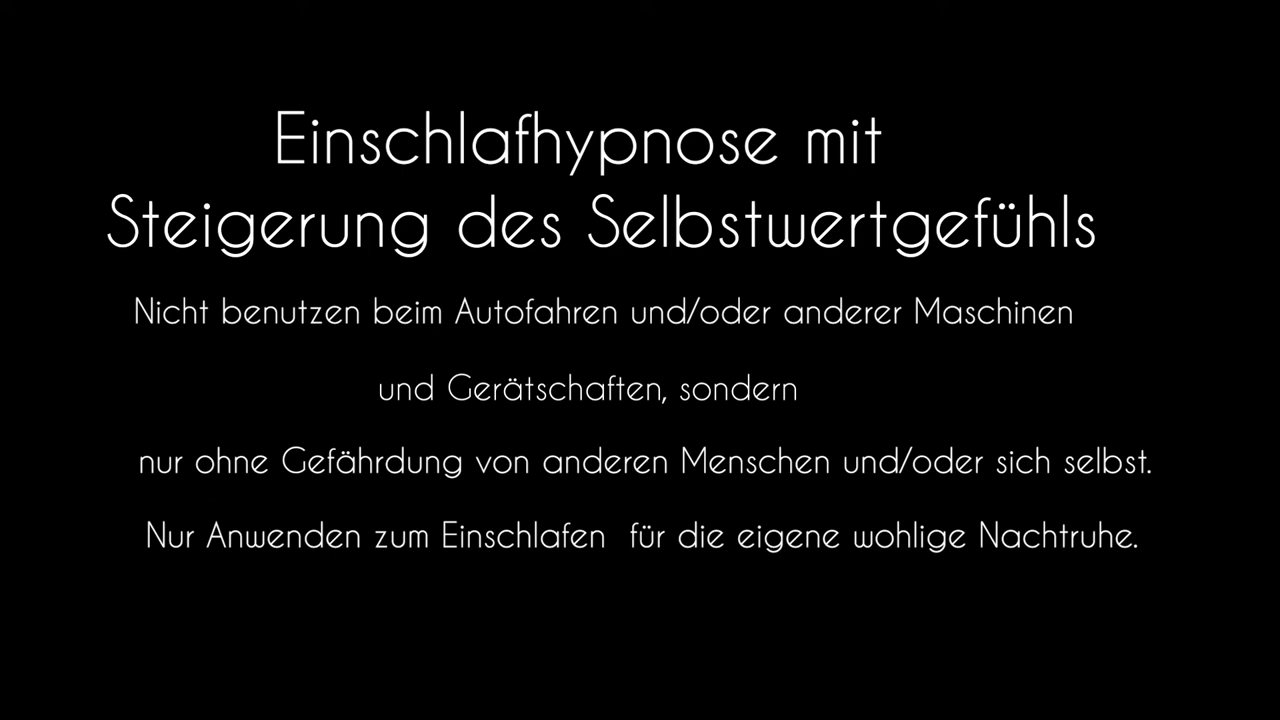 Einschlafhypnose mit
Steigerung des Selbstwertgefühls
Nicht benutzen beim Autofahren und/oder anderer Maschinen
und Gerätschaften, sondern
nur ohne Gefährdung von anderen Menschen und/oder sich selbst.
Nur Anwenden zum Einschlafen für die eigene wohlige Nachtruhe.